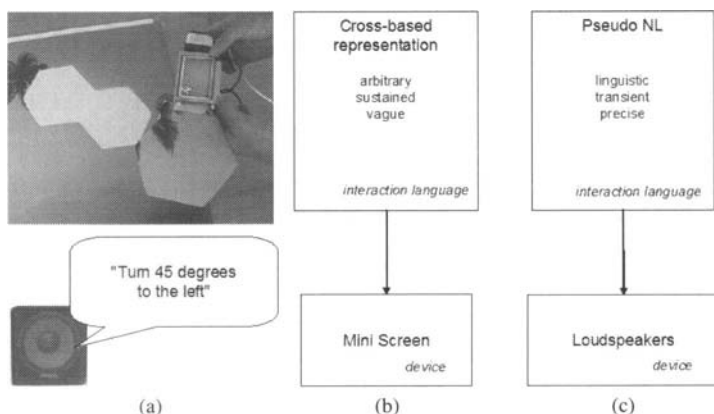 "Turn 45 degrees
to the left"
(a)
Cross-based
representation
arbitrary
sustained
vague
interaction language
Mini Screen
device
(b)
Pseudo NL
linguistic
transient
precise
interaction language
Loudspeakers
device
(c)